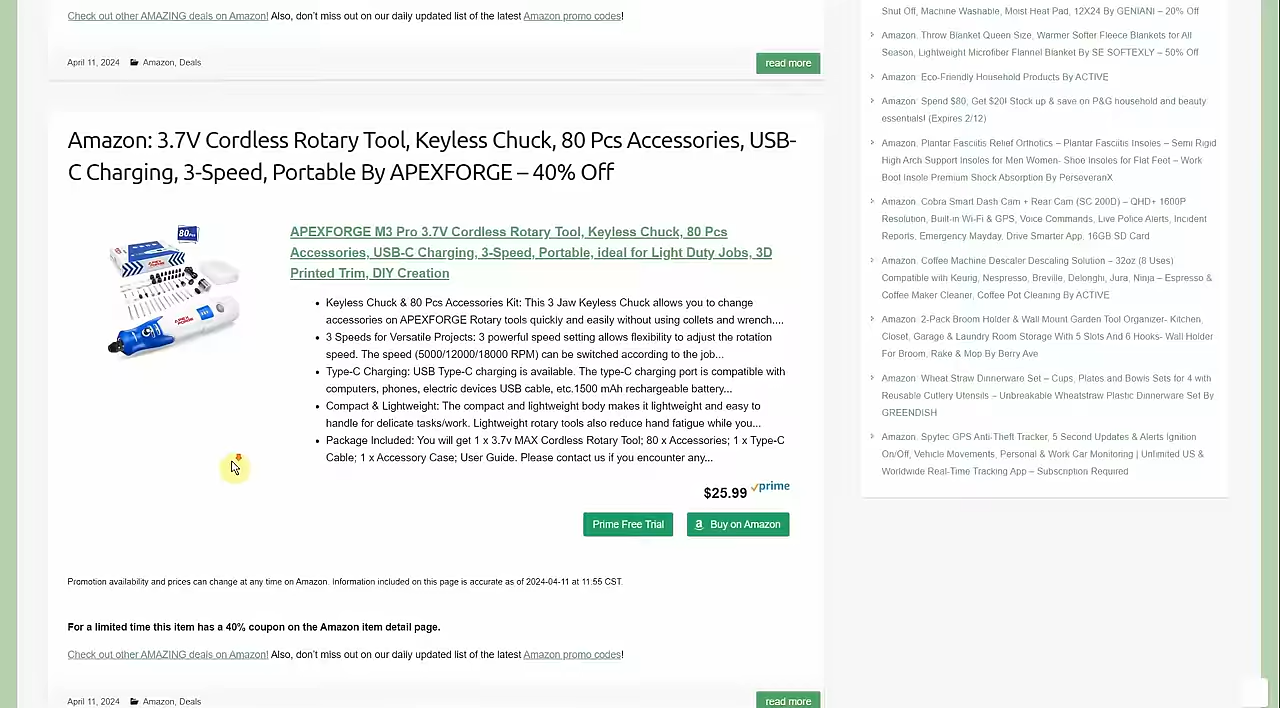 Check out other AMAZING deals on Amazon! Also, don't miss out on our daily updated list of the latest Amazon promo codes!
April 11, 2024 Amazon, Deals
read more
Amazon: 3.7V Cordless Rotary Tool, Keyless Chuck, 80 Pcs Accessories, USB-
C Charging, 3-Speed, Portable By APEXFORGE – 40% Off
80Pcs
APEXFORGE M3 Pro 3.7V Cordless Rotary Tool, Keyless Chuck, 80 Pcs
Accessories, USB-C Charging, 3-Speed, Portable, ideal for Light Duty Jobs, 3D
Printed Trim, DIY Creation
• Keyless Chuck & 80 Pcs Accessories Kit: This 3 Jaw Keyless Chuck allows you to change
accessories on APEXFORGE Rotary tools quickly and easily without using collets and wrench....
• 3 Speeds for Versatile Projects: 3 powerful speed setting allows flexibility to adjust the rotation
speed. The speed (5000/12000/18000 RPM) can be switched according to the job...
• Type-C Charging: USB Type-C charging is available. The type-C charging port is compatible with
computers, phones, electric devices USB cable, etc.1500 mAh rechargeable battery...
• Compact & Lightweight: The compact and lightweight body makes it lightweight and easy to
handle for delicate tasks/work. Lightweight rotary tools also reduce hand fatigue while you...
• Package Included: You will get 1 x 3.7v MAX Cordless Rotary Tool; 80 x Accessories; 1 x Type-C
Cable; 1 x Accessory Case; User Guide. Please contact us if you encounter any...
$25.99 prime
Prime Free Trial
Buy on Amazon
Promotion availability and prices can change at any time on Amazon. Information included on this page is accurate as of 2024-04-11 at 11:55 CST.
For a limited time this item has a 40% coupon on the Amazon item detail page.
Check out other AMAZING deals on Amazon! Also, don't miss out on our daily updated list of the latest Amazon promo codes!
April 11, 2024 Amazon, Deals
read more
Shut Off, Machine Washable, Moist Heat Pad, 12X24 By GENIANI – 20% Off
Amazon: Throw Blanket Queen Size, Warmer Softer Fleece Blankets for All
Season, Lightweight Microfiber Flannel Blanket By SE SOFTEXLY – 50% Off
Amazon: Eco-Friendly Household Products By ACTIVE
Amazon: Spend $80, Get $20! Stock up & save on P&G household and beauty
essentials! (Expires 2/12)
Amazon: Plantar Fasciitis Relief Orthotics – Plantar Fasciitis Insoles – Semi Rigid
High Arch Support Insoles for Men Women- Shoe Insoles for Flat Feet – Work
Boot Insole Premium Shock Absorption By PerseveranX
Amazon: Cobra Smart Dash Cam + Rear Cam (SC 200D) – QHD+ 1600P
Resolution, Built-in Wi-Fi & GPS, Voice Commands, Live Police Alerts, Incident
Reports, Emergency Mayday, Drive Smarter App, 16GB SD Card
Amazon: Coffee Machine Descaler Descaling Solution – 32oz (8 Uses)
Compatible with Keurig, Nespresso, Breville, Delonghi, Jura, Ninja – Espresso &
Coffee Maker Cleaner, Coffee Pot Cleaning By ACTIVE
Amazon: 2-Pack Broom Holder & Wall Mount Garden Tool Organizer- Kitchen,
Closet, Garage & Laundry Room Storage With 5 Slots And 6 Hooks- Wall Holder
For Broom, Rake & Mop By Berry Ave
Amazon: Wheat Straw Dinnerware Set – Cups, Plates and Bowls Sets for 4 with
Reusable Cutlery Utensils – Unbreakable Wheatstraw Plastic Dinnerware Set By
GREENDISH
Amazon: Spytec GPS Anti-Theft Tracker, 5 Second Updates & Alerts Ignition
On/Off, Vehicle Movements, Personal & Work Car Monitoring | Unlimited US &
Worldwide Real-Time Tracking App – Subscription Required